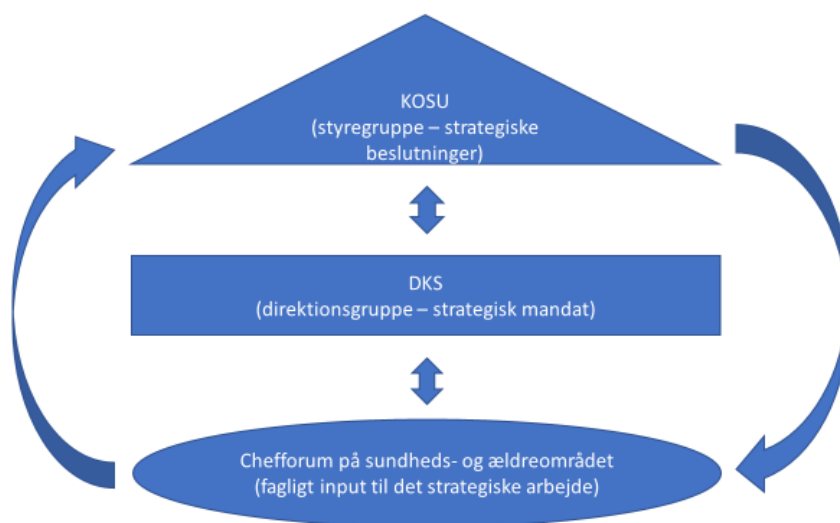 KOSU
(styregruppe – strategiske
beslutninger)
DKS
(direktionsgruppe – strategisk mandat)
Chefforum på sundheds- og ældreområdet
(fagligt input til det strategiske arbejde)